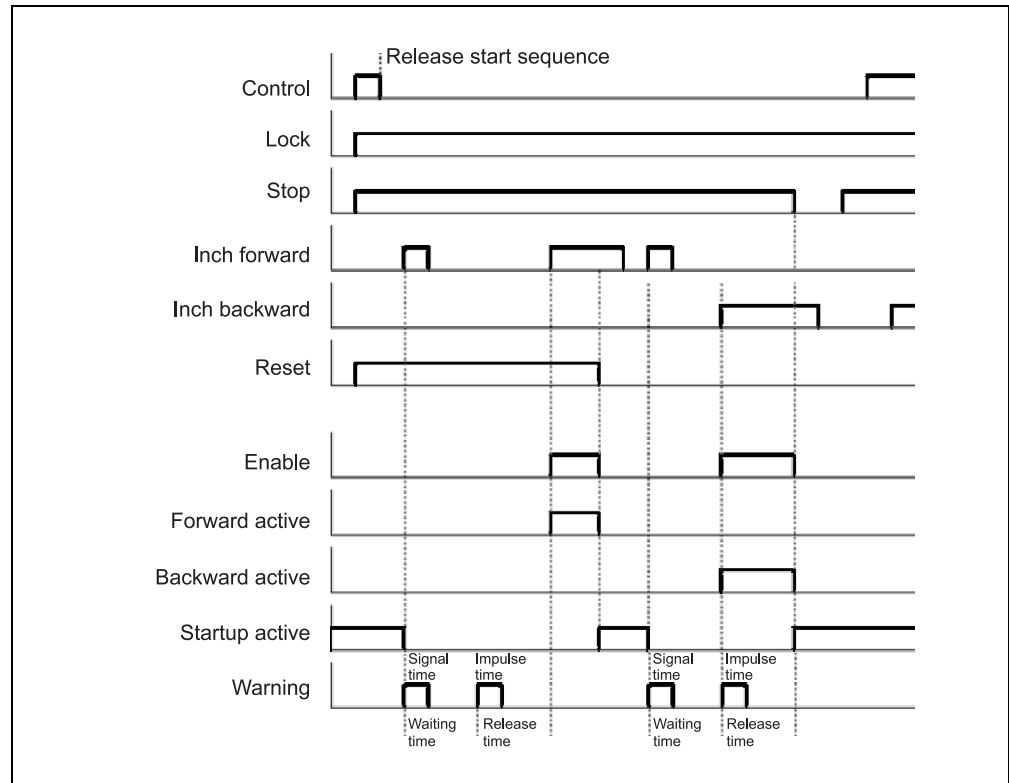 Release start sequence
Control
Lock
Stop
Inch forward
Inch backward
Reset
Enable
Forward active
Backward active
Startup active
Signal time
Impulse time
Signal time
Impulse time
Warning
Waiting time
Release time
Waiting time
Release time